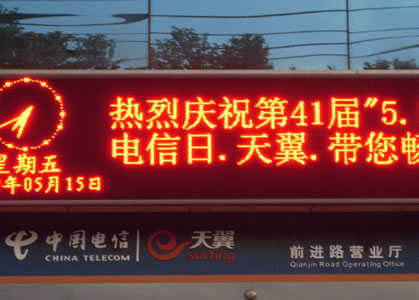 热烈庆祝第41届"5.
电信日.天翼.带您畅
星期五
年05月15日
中国电信
CHINA TELECOM
天翼
surfing
前进路营业厅
Qianjin Road Operating Office